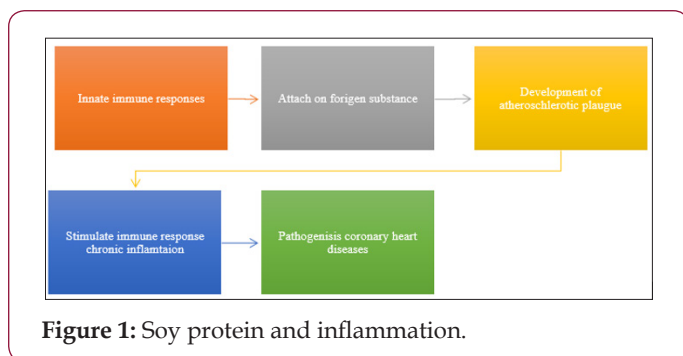 Innate immune responses
Attach on forigen substance
Development of
atheroschlerotic plaugue
Stimulate immune response
chronic inflamtaion
Pathogenisis coronary heart
diseases
Figure 1: Soy protein and inflammation.